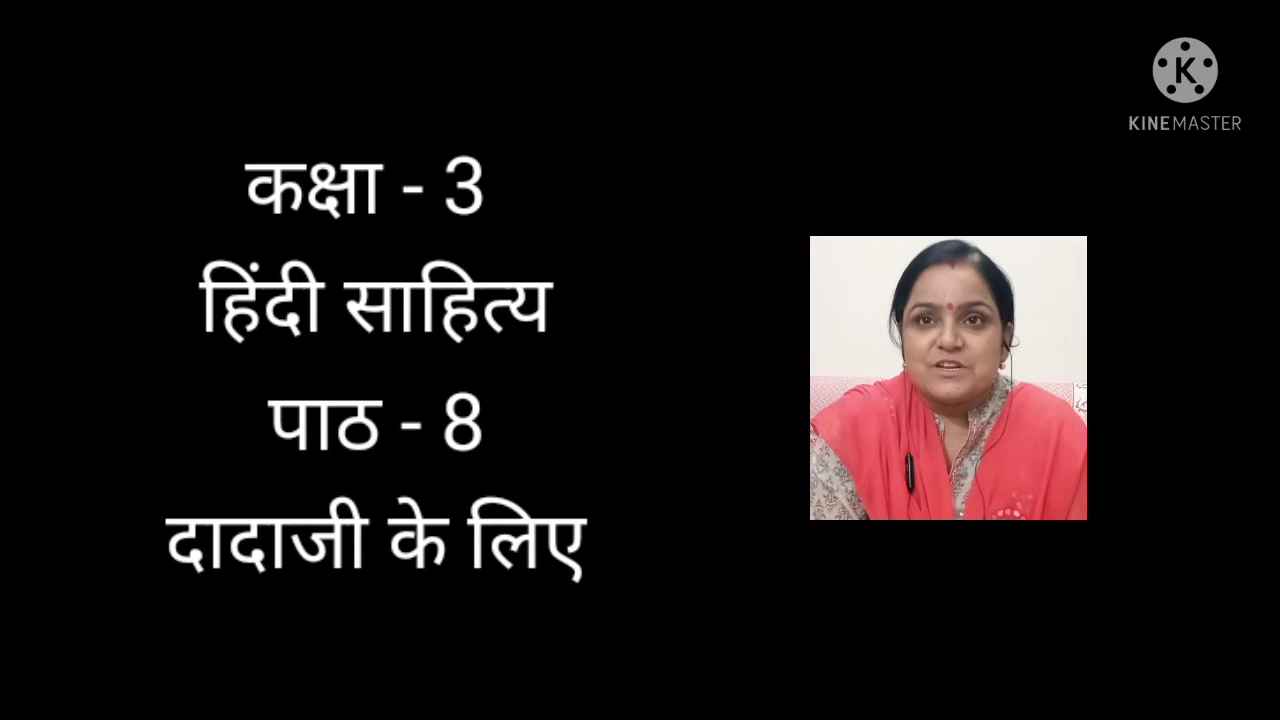 कक्षा - 3
हिंदी साहित्य
पाठ - 8
दादाजी के लिए
K
KINEMASTER